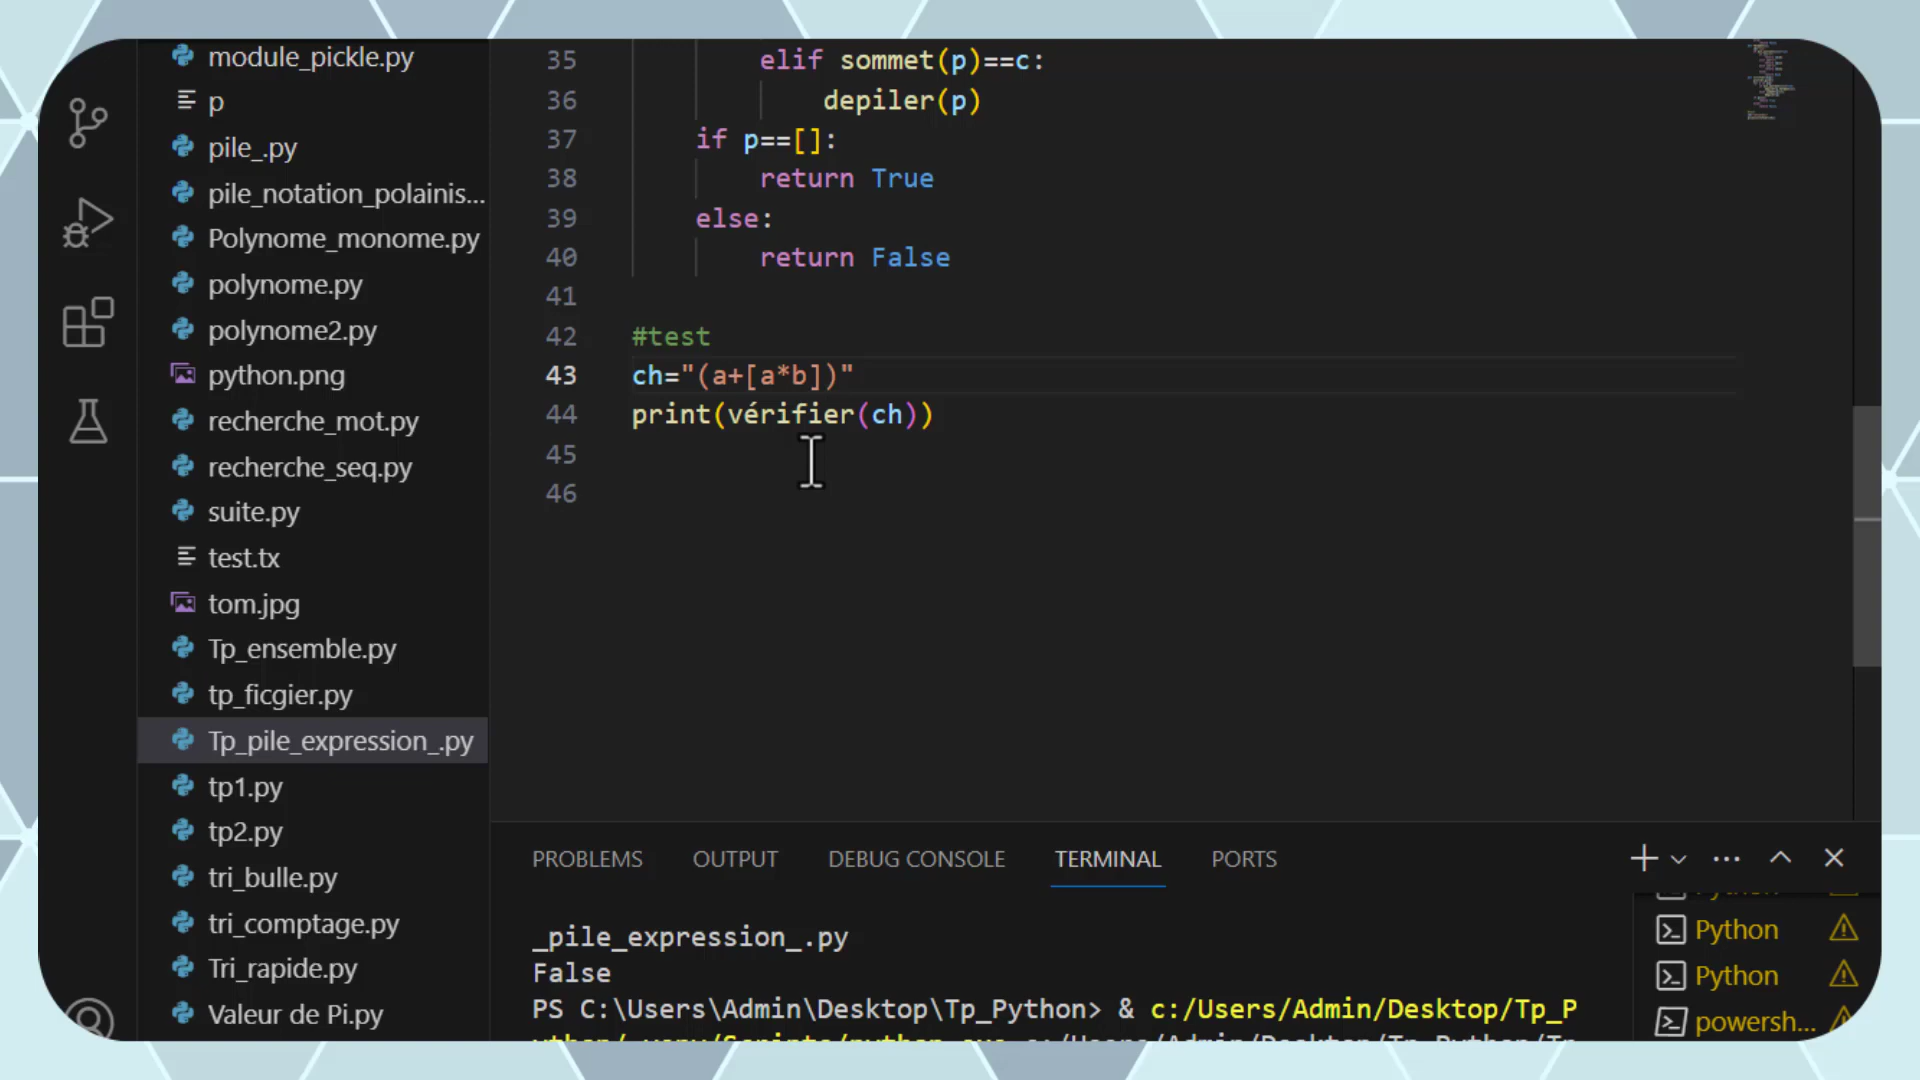 module_pickle.py
p
pile_.py
pile_notation_polainis...
Polynome_monome.py
polynome.py
polynome2.py
python.png
recherche_mot.py
recherche_seq.py
suite.py
test.tx
tom.jpg
Tp_ensemble.py
tp_ficgier.py
Tp_pile_expression_.py
tp1.py
tp2.py
tri_bulle.py
tri_comptage.py
Tri_rapide.py
Valeur de Pi.py
35 elif sommet(p)==c:
36 depiler(p)
37 if p==[]:
38 return True
39 else:
40 return False
41
42 #test
43 ch="(a+[a*b])"
44 print(vérifier(ch))
45
46
PROBLEMS OUTPUT DEBUG CONSOLE TERMINAL PORTS
_pile_expression_.py
False
PS C:\Users\Admin\Desktop\Tp_Python> & c:/Users/Admin/Desktop/Tp_P
Python
Python
powersh...